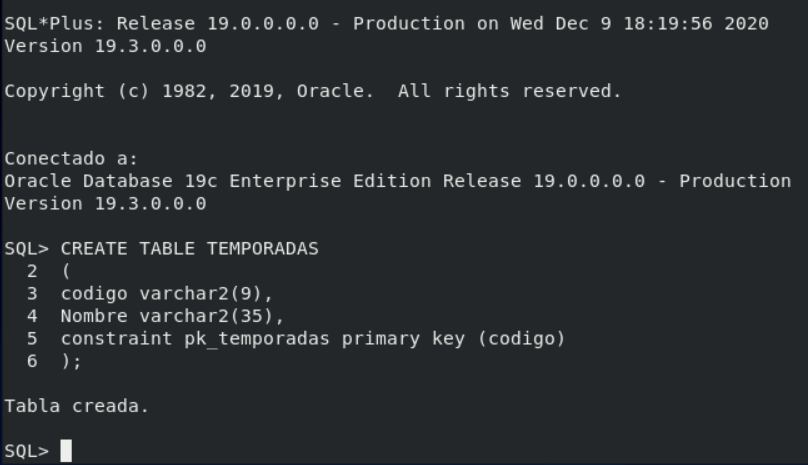 SQL*Plus: Release 19.0.0.0.0 - Production on Wed Dec 9 18:19:56 2020
Version 19.3.0.0.0
Copyright (c) 1982, 2019, Oracle.  All rights reserved.
Conectado a:
Oracle Database 19c Enterprise Edition Release 19.0.0.0.0 - Production
Version 19.3.0.0.0
SQL> CREATE TABLE TEMPORADAS
  2  (
  3  codigo varchar2(9),
  4  Nombre varchar2(35),
  5  constraint pk_temporadas primary key (codigo)
  6  );
Tabla creada.
SQL>